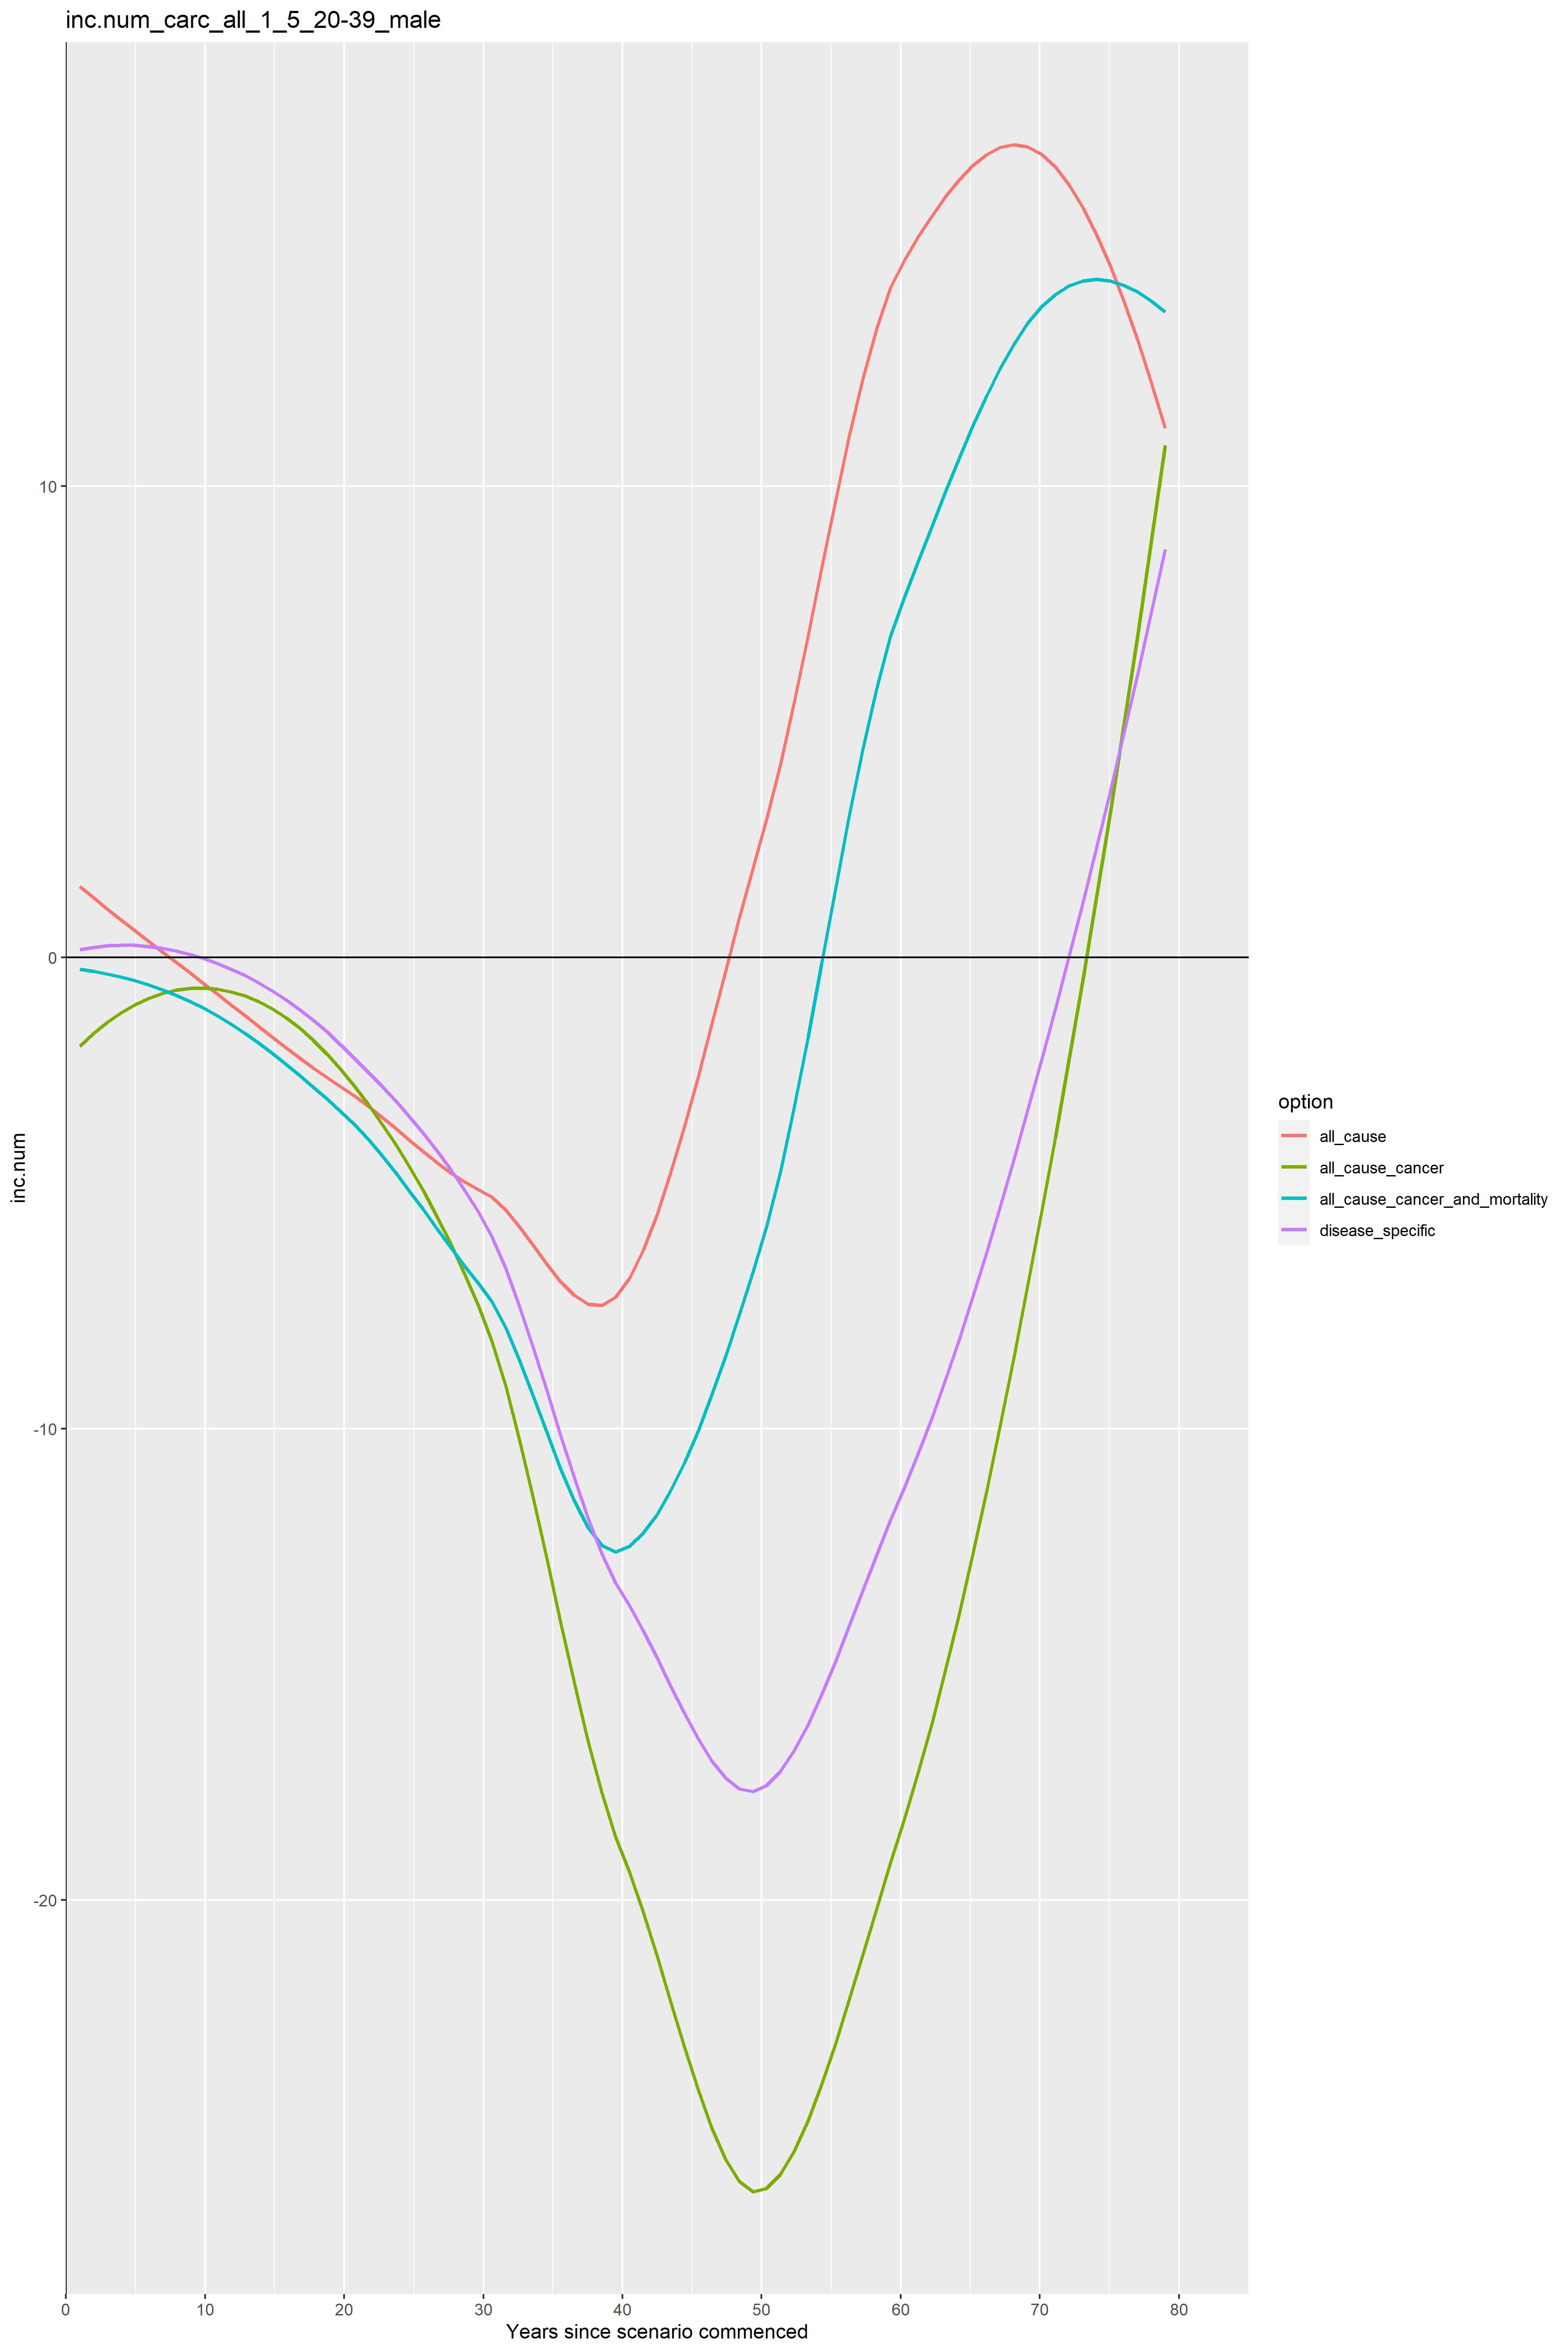 inc.num_carc_all_1_5_20-39_male
10
0
-10
-20
inc.num
0 10 20 30 40 50 60 70 80
Years since scenario commenced
option
all_cause
all_cause_cancer
all_cause_cancer_and_mortality
disease_specific